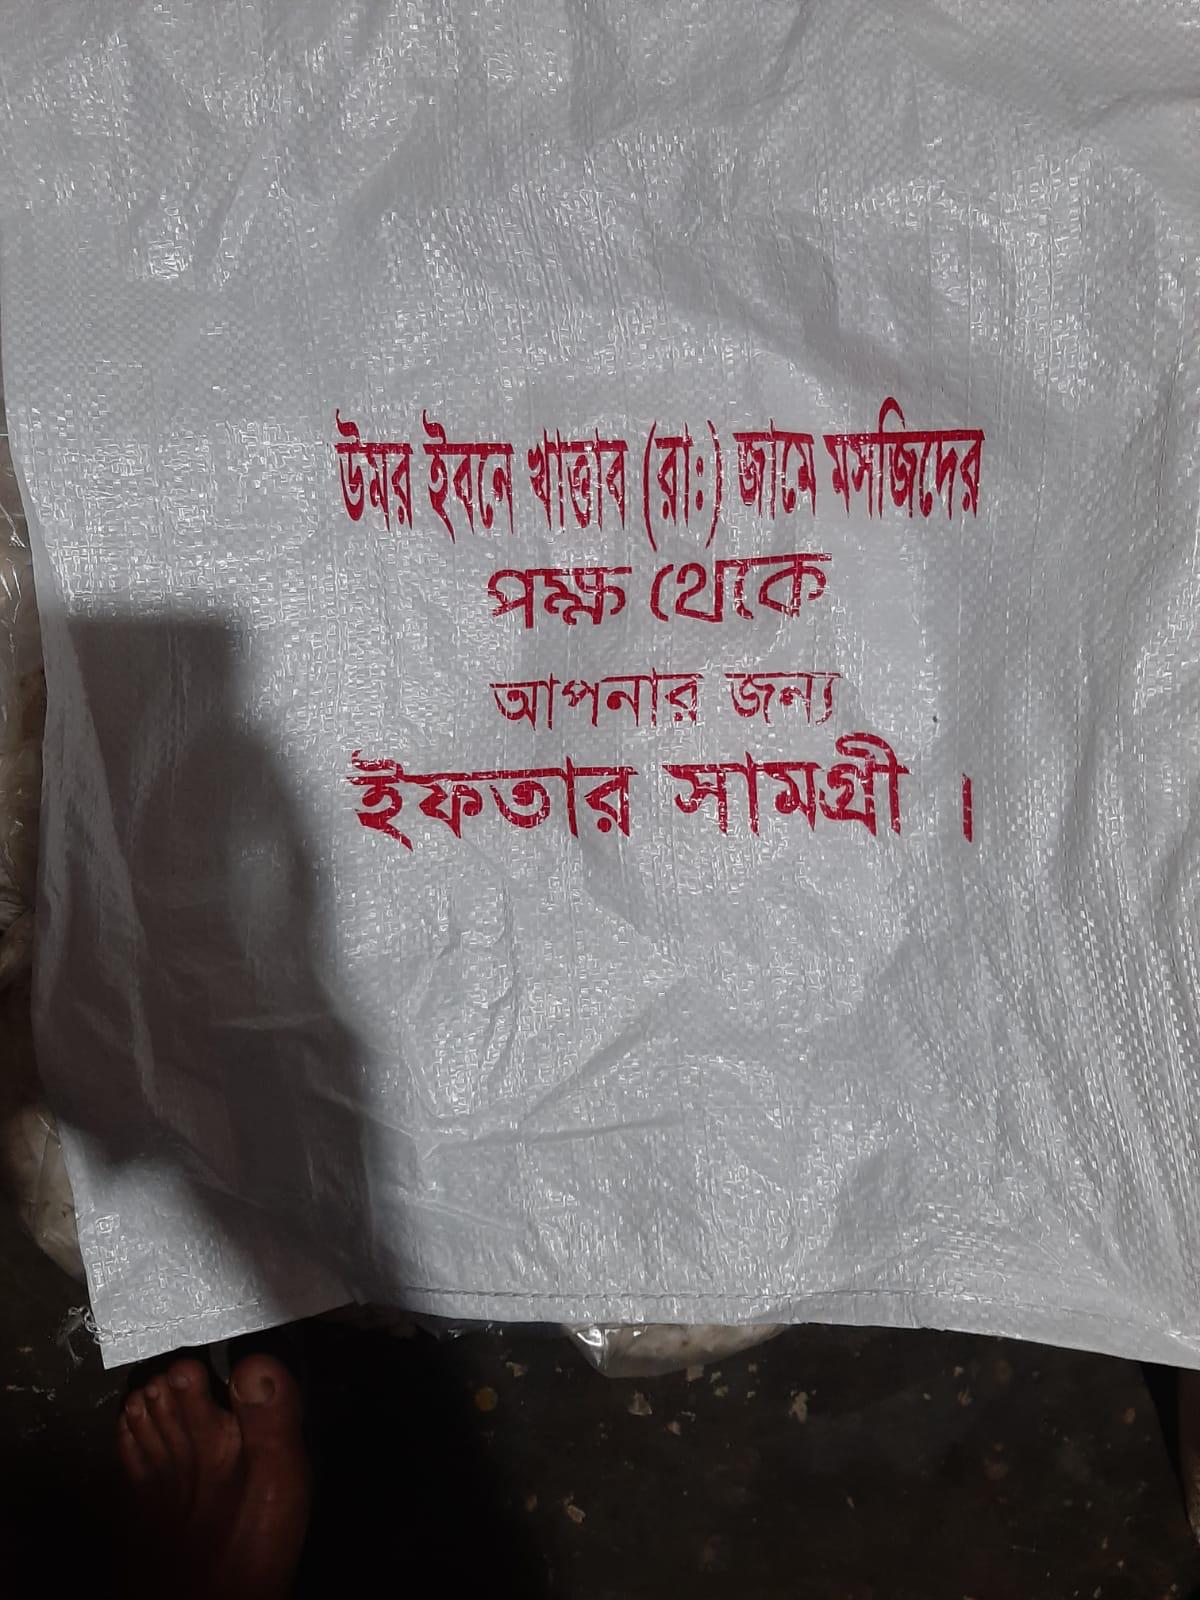 উমর ইবনে খাত্তাব (রাঃ) জামে মসজিদের
পক্ষ থেকে
আপনার জন্য
ইফতার সামগ্রী ।